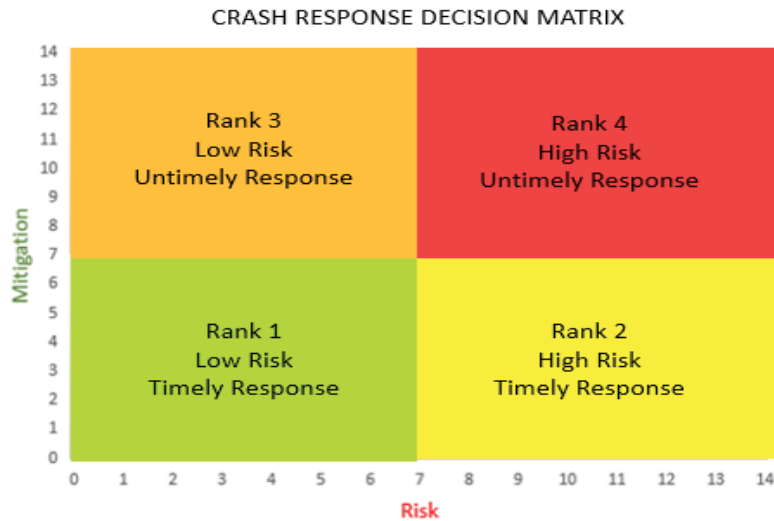 CRASH RESPONSE DECISION MATRIX
14
13
12
11
10
9
8
7
6
5
4
3
2
1
0
Mitigation
Rank 3
Low Risk
Untimely Response
Rank 4
High Risk
Untimely Response
Rank 1
Low Risk
Timely Response
Rank 2
High Risk
Timely Response
0 1 2 3 4 5 6 7 8 9 10 11 12 13 14
Risk